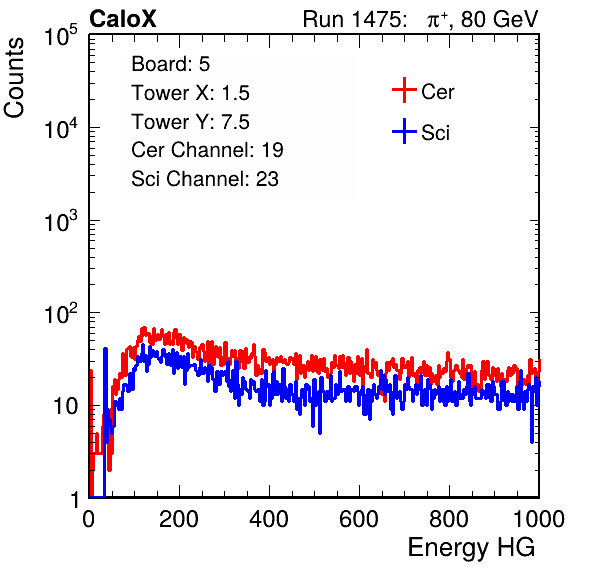 CaloX Run 1475: π⁺, 80 GeV
Board: 5
Tower X: 1.5
Tower Y: 7.5
Cer Channel: 19
Sci Channel: 23
Cer
Sci
Counts
10⁵
10⁴
10³
10²
10
1
0 200 400 600 800 1000
Energy HG